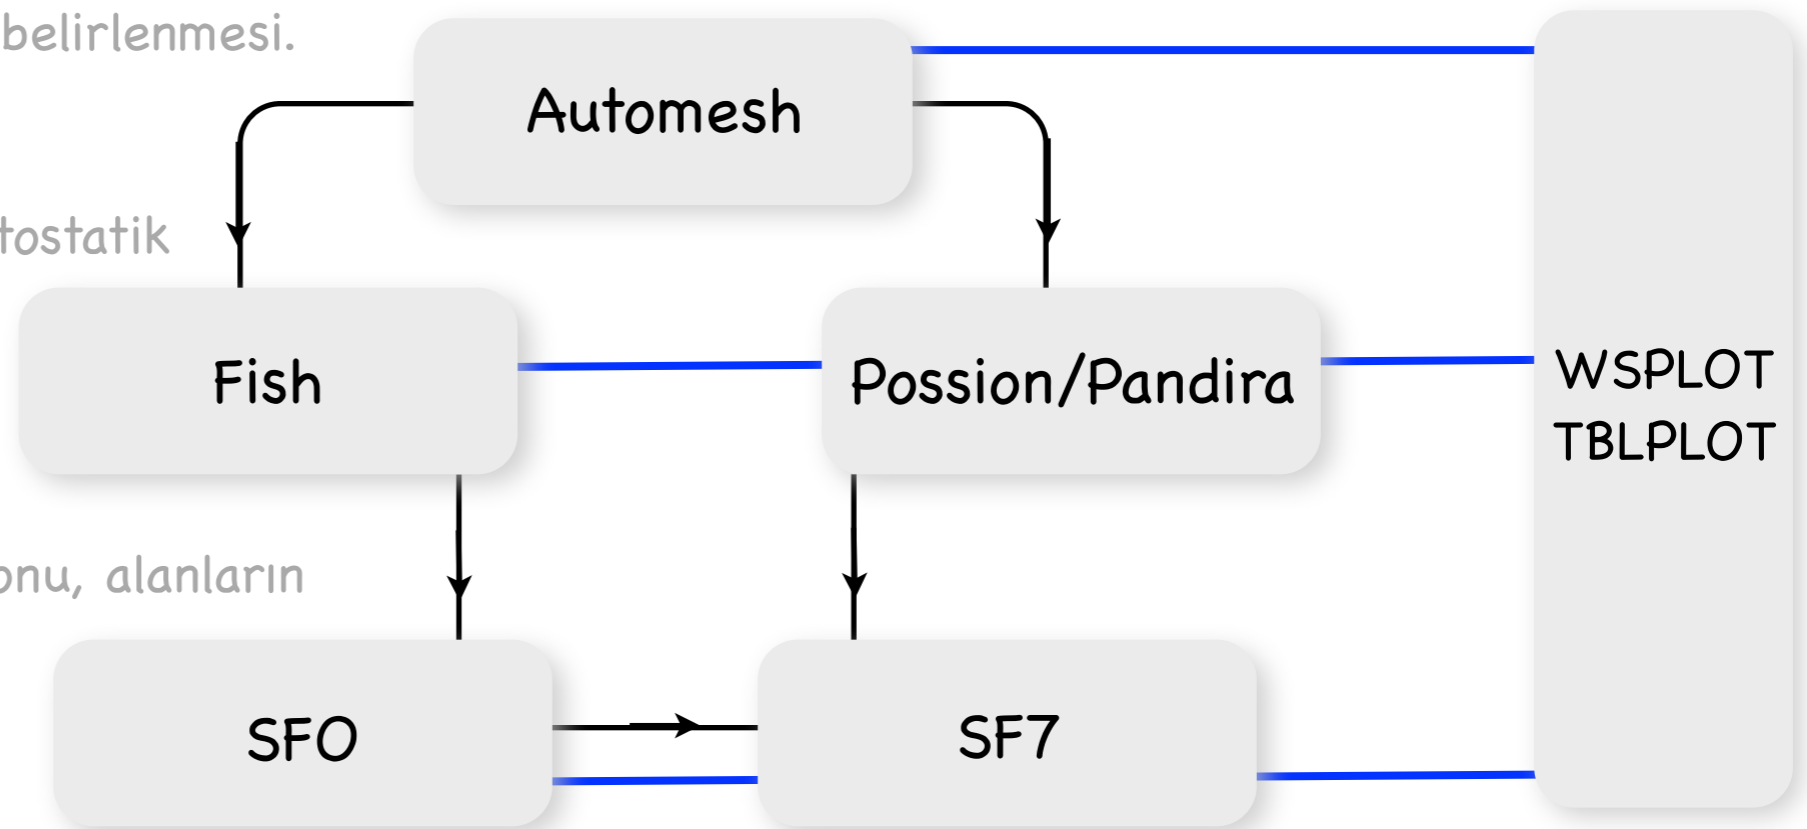 belirlenmesi.
Automesh
tostatik
Fish
Possion/Pandira
WSPLOT
TBLPLOT
onu, alanların
SFO
SF7